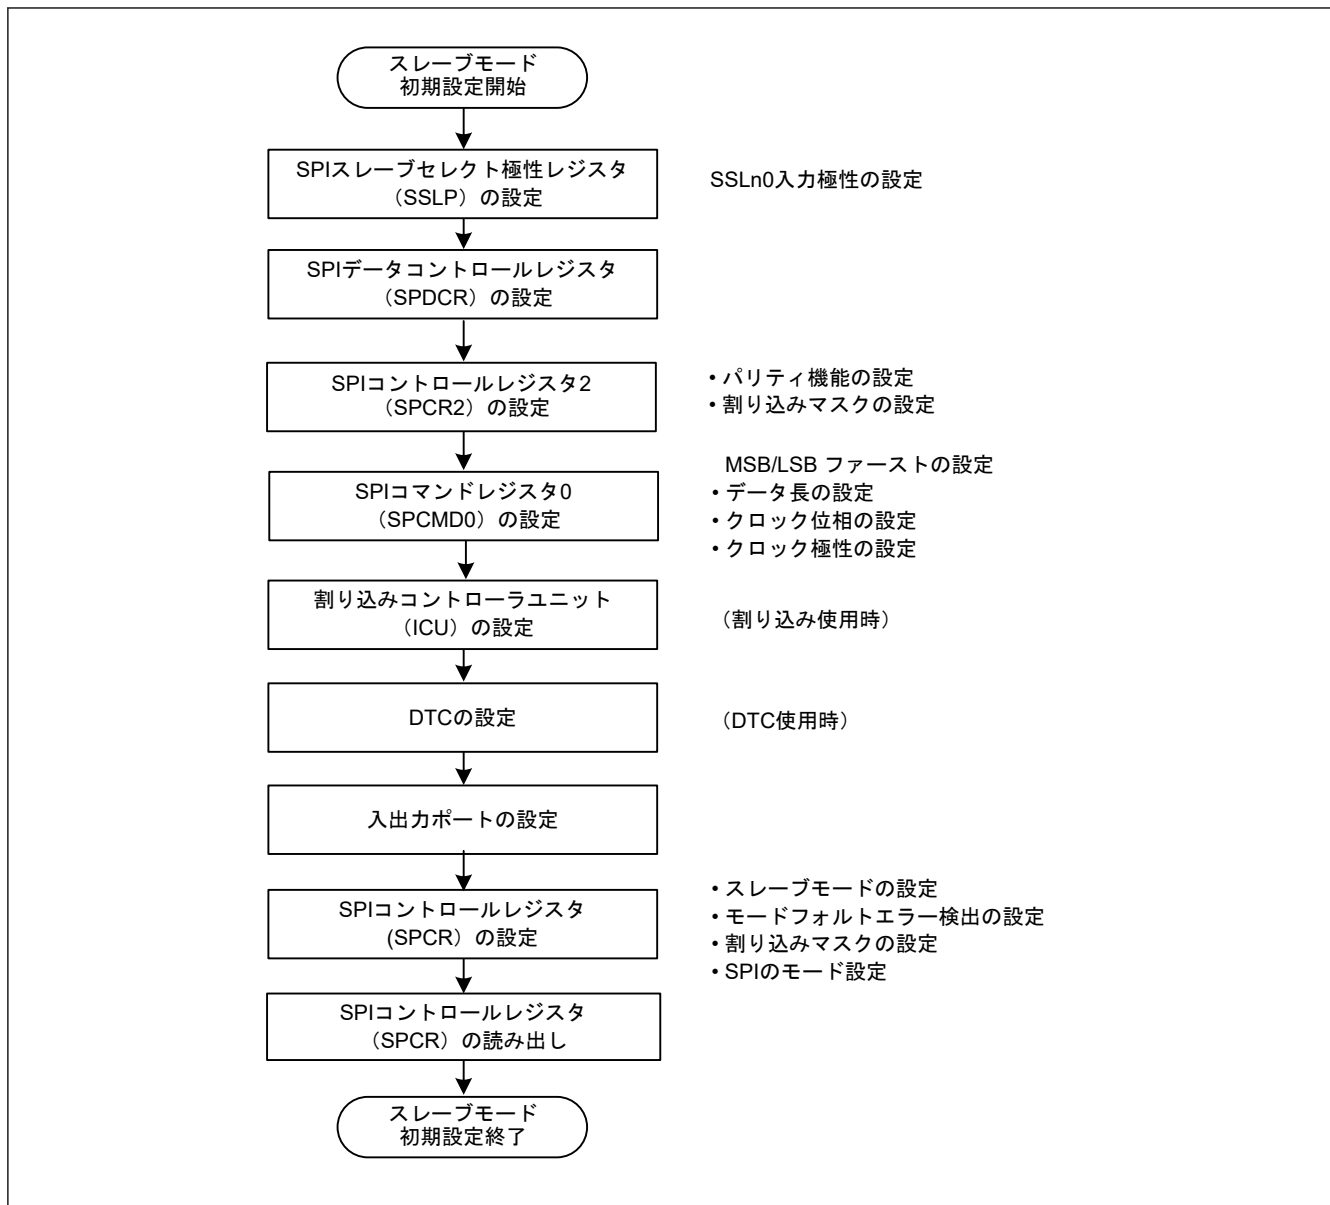 スレーブモード
初期設定開始
SPIスレーブセレクト極性レジスタ
（SSLP）の設定
SSLn0入力極性の設定
SPIデータコントロールレジスタ
（SPDCR）の設定
SPIコントロールレジスタ2
（SPCR2）の設定
• パリティ機能の設定
• 割り込みマスクの設定
SPIコマンドレジスタ0
（SPCMD0）の設定
MSB/LSB ファーストの設定
• データ長の設定
• クロック位相の設定
• クロック極性の設定
割り込みコントローラユニット
（ICU）の設定
（割り込み使用時）
DTCの設定
（DTC使用時）
入出力ポートの設定
SPIコントロールレジスタ
(SPCR）の設定
• スレーブモードの設定
• モードフォルトエラー検出の設定
• 割り込みマスクの設定
• SPIのモード設定
SPIコントロールレジスタ
（SPCR）の読み出し
スレーブモード
初期設定終了